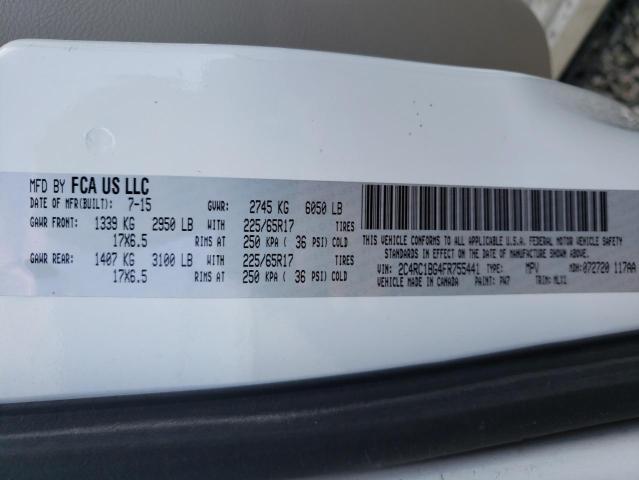 MFD BY FCA US LLC
DATE OF MFR(BUILT): 7-15 GVWR: 2745 KG 6050 LB
GAWR FRONT: 1339 KG 2950 LB WITH 225/65R17 TIRES
17X6.5 RIMS AT 250 KPA ( 36 PSI) COLD
GAWR REAR: 1407 KG 3100 LB WITH 225/65R17 TIRES
17X6.5 RIMS AT 250 KPA ( 36 PSI) COLD
THIS VEHICLE CONFORMS TO ALL APPLICABLE U.S.A. FEDERAL MOTOR VEHICLE SAFETY
STANDARDS IN EFFECT ON THE DATE OF MANUFACTURE SHOWN ABOVE.
VIN: 2C4RC1BG4FR755441 TYPE: MPV MDH: 072720 117AA
VEHICLE MADE IN CANADA PAINT: PW7 TRIM: MLX1